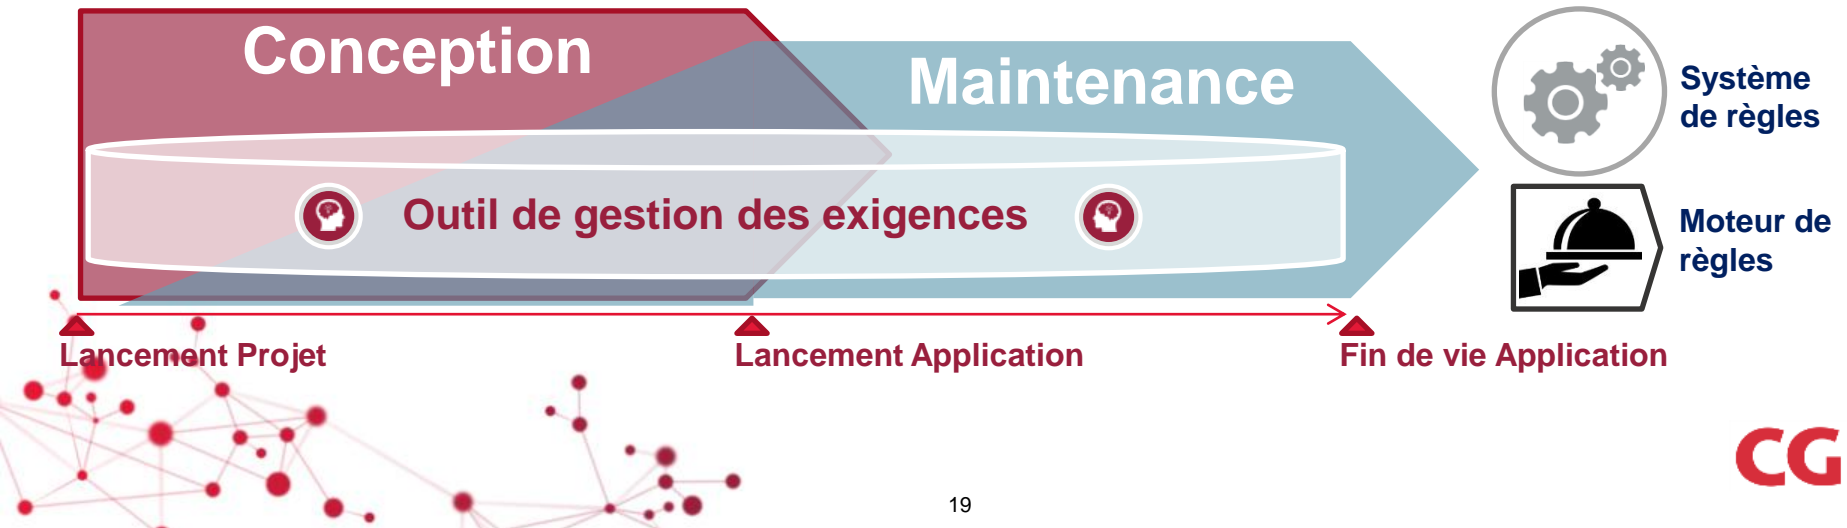 Conception
Maintenance
Système
de règles
Outil de gestion des exigences
Moteur de
règles
Lancement Projet
Lancement Application
Fin de vie Application
CG
19